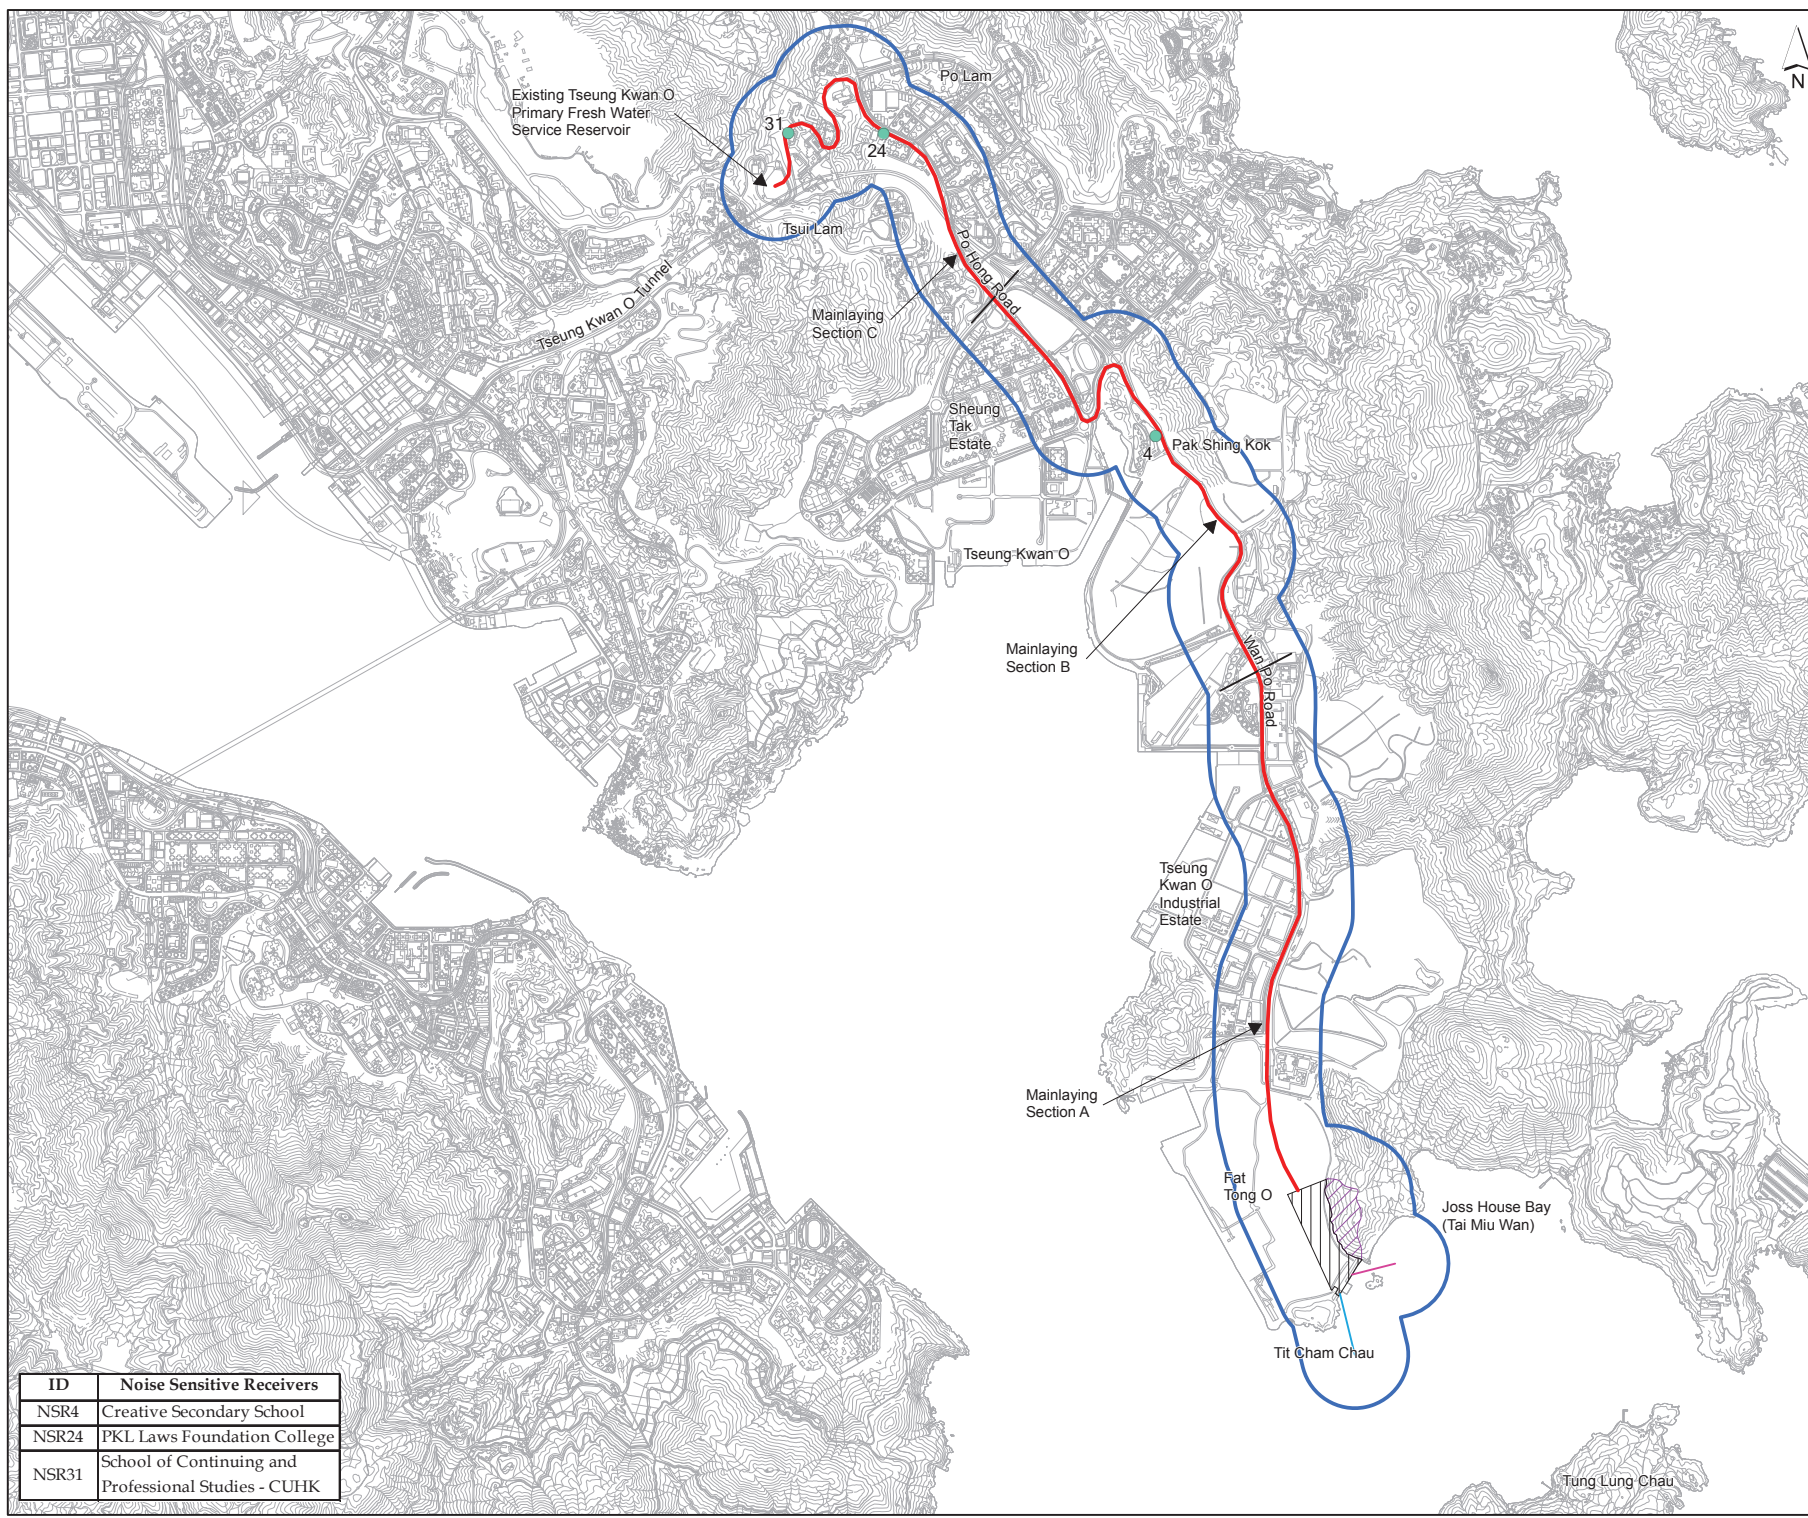 N
Po Lam
Existing Tseung Kwan O
Primary Fresh Water
Service Reservoir
31
24
Tsui Lam
Po Hong Road
Tseung Kwan O Tunnel
Mainlaying
Section C
Sheung
Tak
Estate
Pak Shing Kok
4
Tseung Kwan O
Mainlaying
Section B
Wan Po Road
Tseung
Kwan O
Industrial
Estate
Mainlaying
Section A
Fat
Tong O
Joss House Bay
(Tai Miu Wan)
Tit Cham Chau
Tung Lung Chau
ID Noise Sensitive Receivers
NSR4 Creative Secondary School
NSR24 PKL Laws Foundation College
NSR31 School of Continuing and
Professional Studies - CUHK